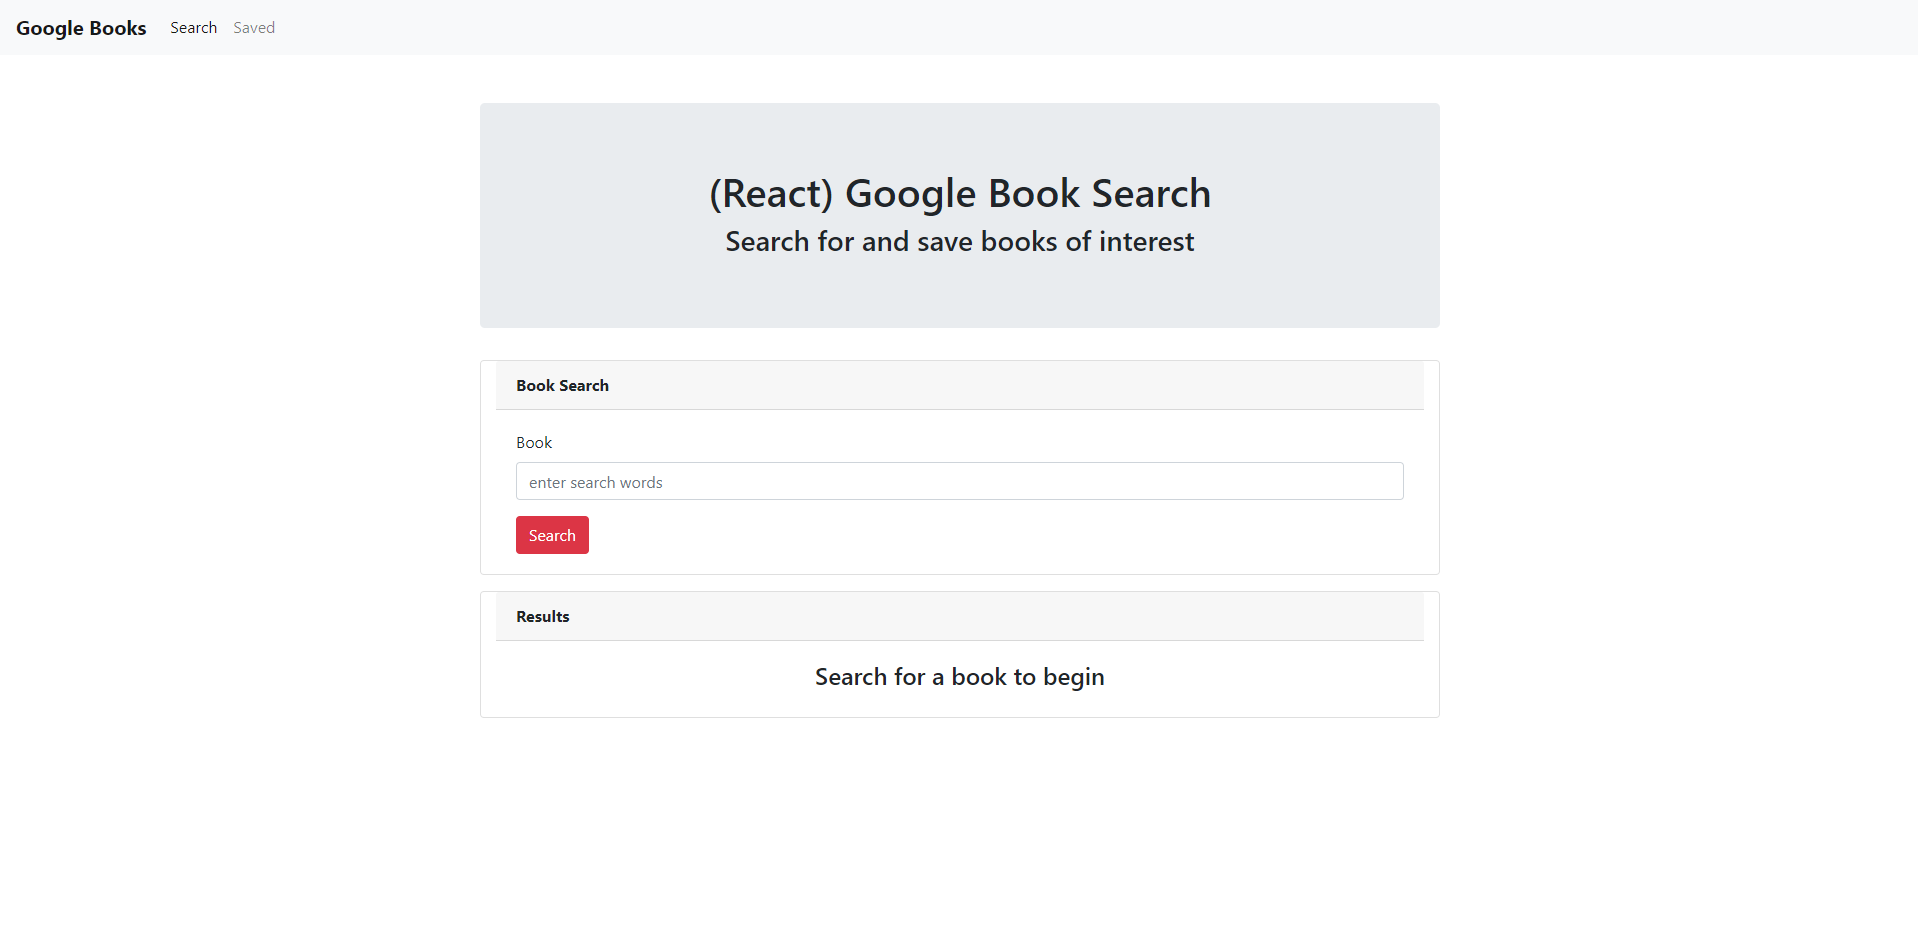 Google Books Search Saved
(React) Google Book Search
Search for and save books of interest
Book Search
Book
enter search words
Search
Results
Search for a book to begin